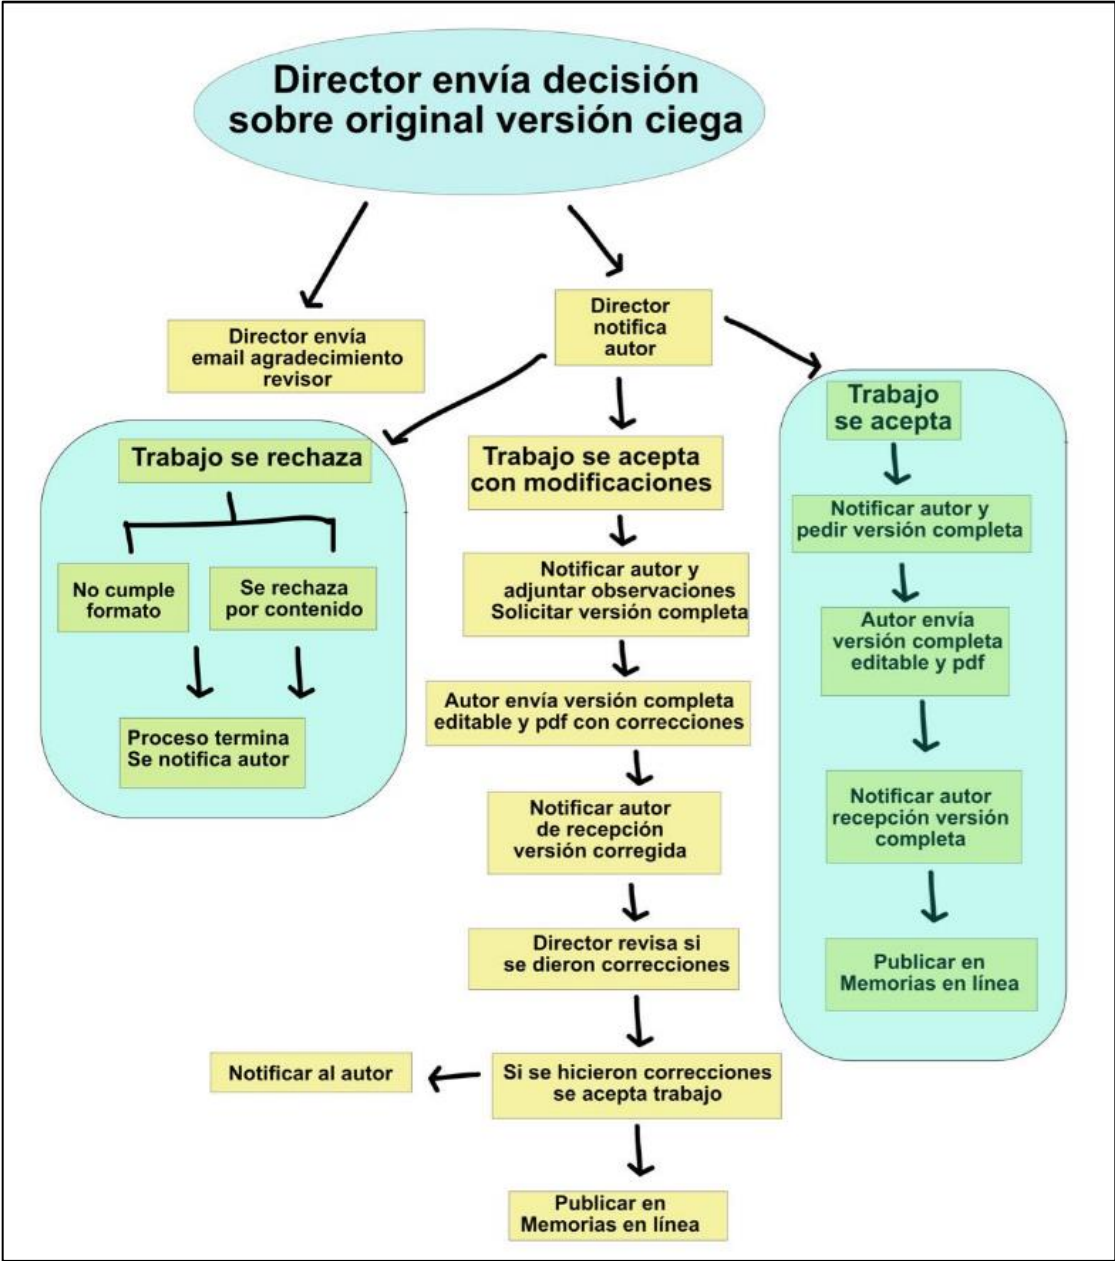 Director envía decisión
sobre original versión ciega
Director envía
email agradecimiento
revisor
Director
notifica
autor
Trabajo se rechaza
No cumple
formato
Se rechaza
por contenido
Proceso termina
Se notifica autor
Trabajo se acepta
con modificaciones
Notificar autor y
adjuntar observaciones
Solicitar versión completa
Autor envía versión completa
editable y pdf con correcciones
Notificar autor
de recepción
versión corregida
Director revisa si
se dieron correcciones
Si se hicieron correcciones
se acepta trabajo
Notificar al autor
Publicar en
Memorias en línea
Trabajo
se acepta
Notificar autor y
pedir versión completa
Autor envía
versión completa
editable y pdf
Notificar autor
recepción versión
completa
Publicar en
Memorias en línea